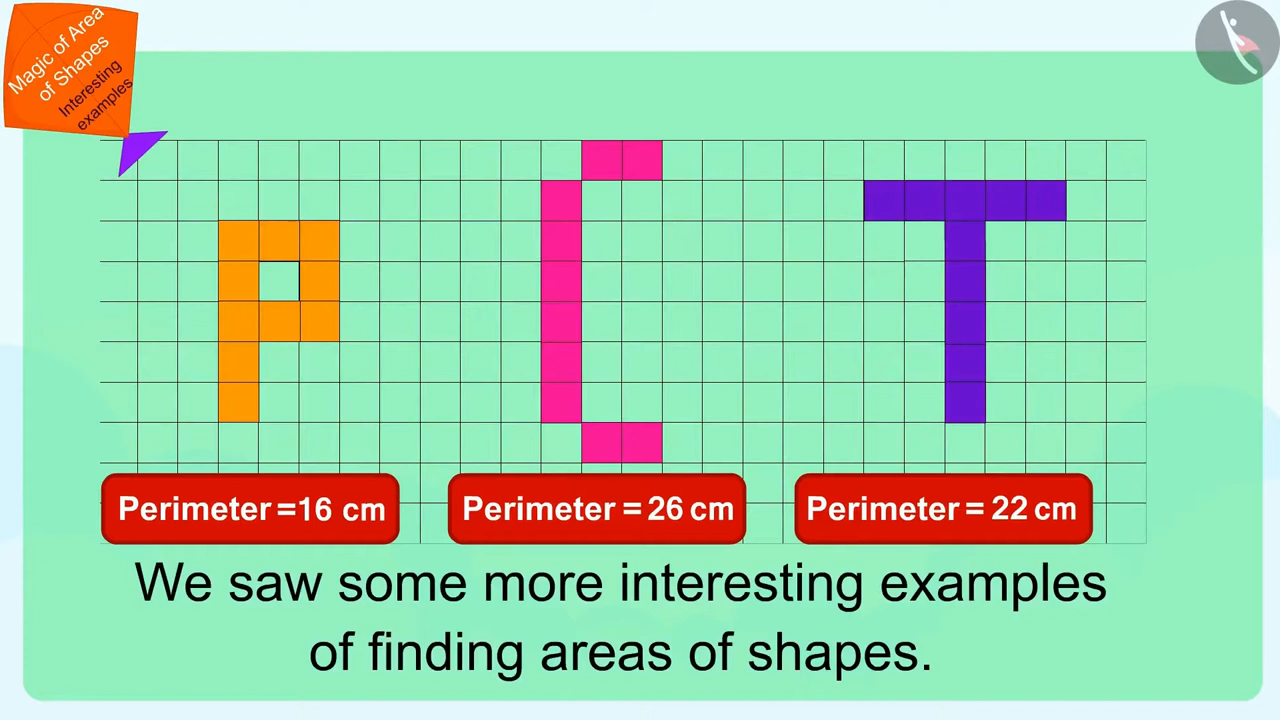 Magic of Area
of Shapes
Interesting
examples
Perimeter =16 cm
Perimeter = 26 cm
Perimeter = 22 cm
We saw some more interesting examples
of finding areas of shapes.